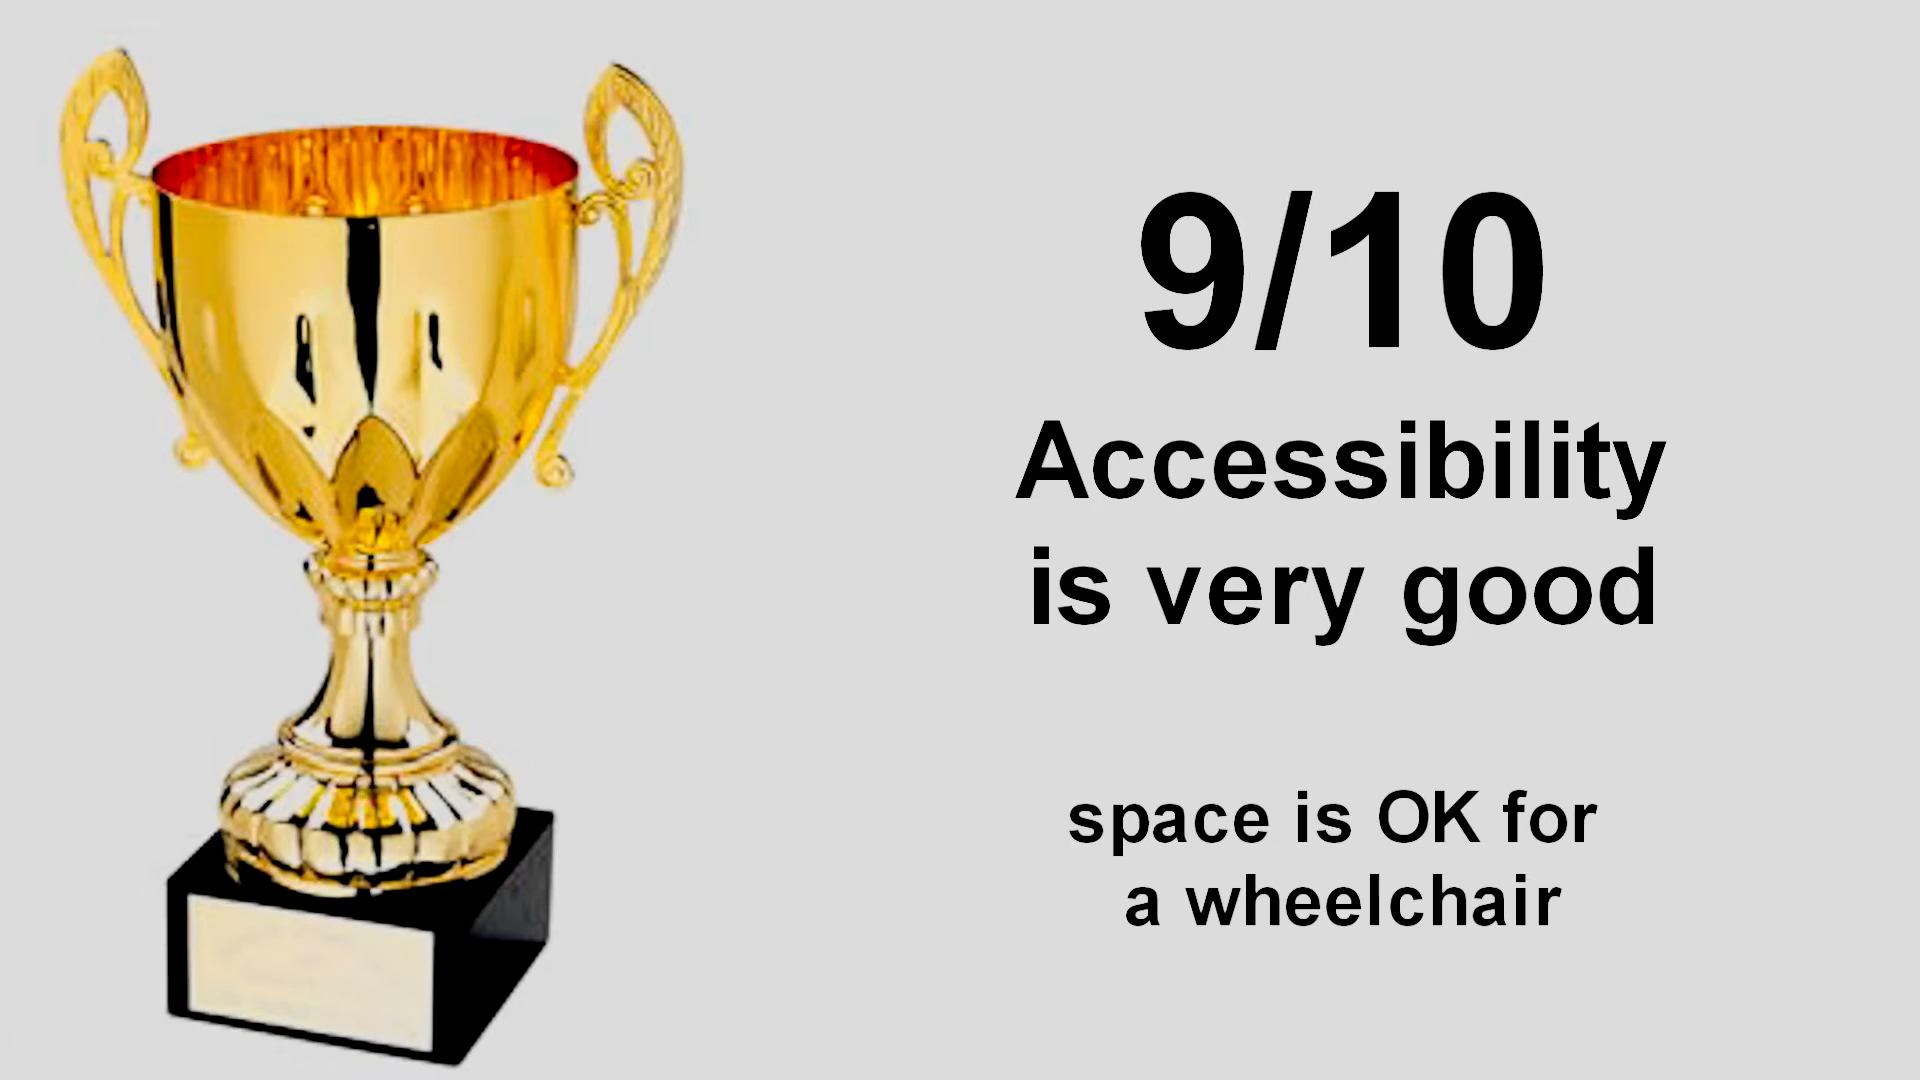 9/10
Accessibility
is very good
space is OK for
a wheelchair